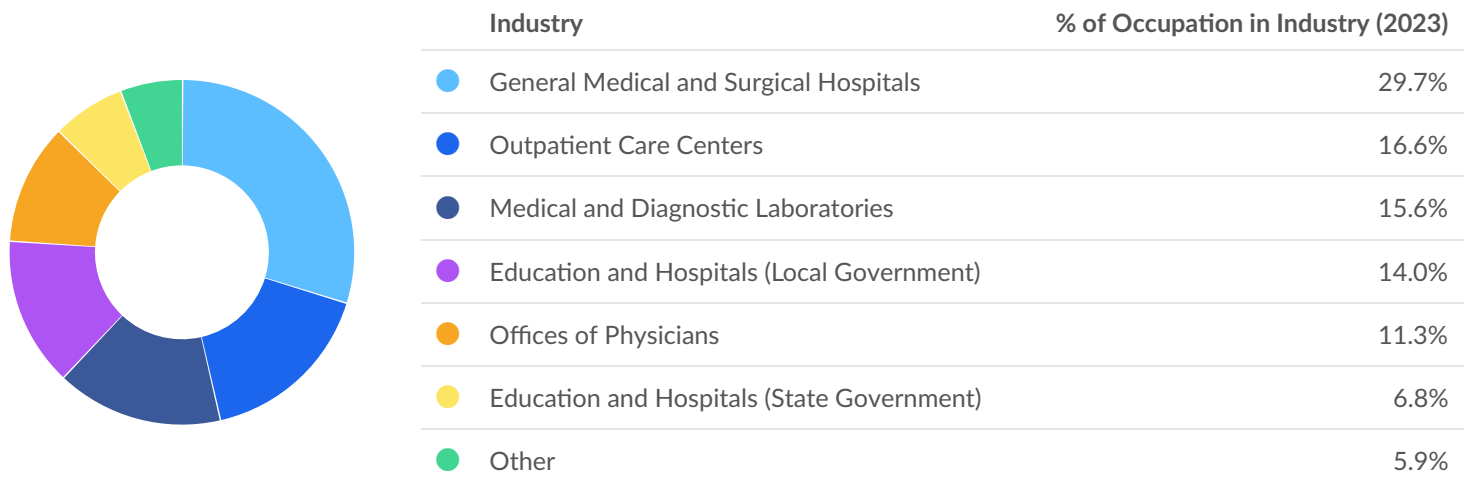 Industry % of Occupation in Industry (2023)
General Medical and Surgical Hospitals 29.7%
Outpatient Care Centers 16.6%
Medical and Diagnostic Laboratories 15.6%
Education and Hospitals (Local Government) 14.0%
Offices of Physicians 11.3%
Education and Hospitals (State Government) 6.8%
Other 5.9%